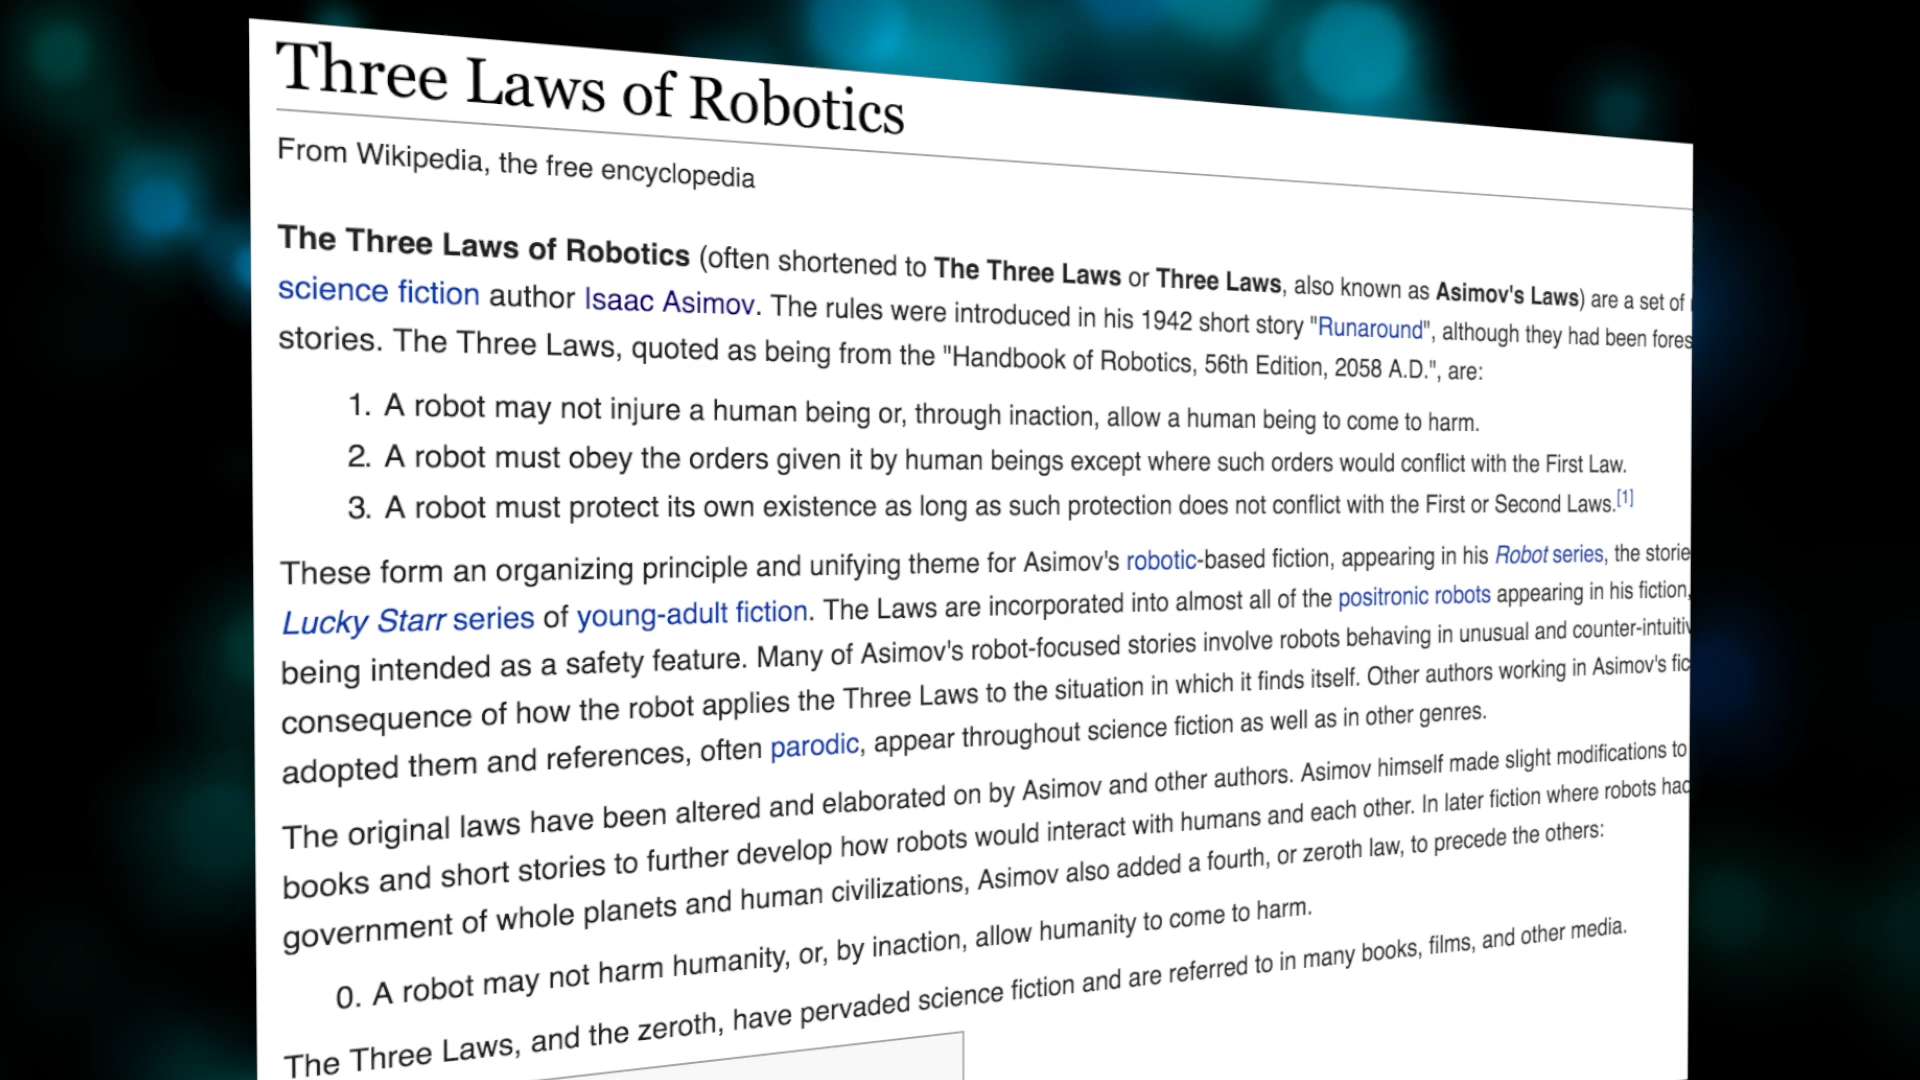 Three Laws of Robotics
From Wikipedia, the free encyclopedia
The Three Laws of Robotics (often shortened to The Three Laws or Three Laws, also known as Asimov's Laws) are a set of
science fiction author Isaac Asimov. The rules were introduced in his 1942 short story "Runaround", although they had been fores
stories. The Three Laws, quoted as being from the "Handbook of Robotics, 56th Edition, 2058 A.D.", are:
1. A robot may not injure a human being or, through inaction, allow a human being to come to harm.
2. A robot must obey the orders given it by human beings except where such orders would conflict with the First Law.
3. A robot must protect its own existence as long as such protection does not conflict with the First or Second Laws.[1]
These form an organizing principle and unifying theme for Asimov's robotic-based fiction, appearing in his Robot series, the storie
Lucky Starr series of young-adult fiction. The Laws are incorporated into almost all of the positronic robots appearing in his fiction,
being intended as a safety feature. Many of Asimov's robot-focused stories involve robots behaving in unusual and counter-intuitiv
consequence of how the robot applies the Three Laws to the situation in which it finds itself. Other authors working in Asimov's fic
adopted them and references, often parodic, appear throughout science fiction as well as in other genres.
The original laws have been altered and elaborated on by Asimov and other authors. Asimov himself made slight modifications to
books and short stories to further develop how robots would interact with humans and each other. In later fiction where robots had
government of whole planets and human civilizations, Asimov also added a fourth, or zeroth law, to precede the others:
0. A robot may not harm humanity, or, by inaction, allow humanity to come to harm.
The Three Laws, and the zeroth, have pervaded science fiction and are referred to in many books, films, and other media.